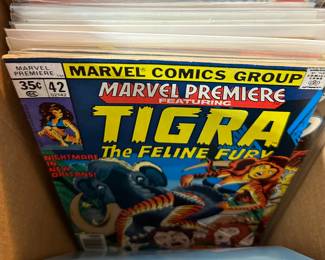 MARVEL PREMIERE
MARVEL COMICS GROUP
35¢
42
MARVEL PREMIERE
FEATURING
TIGRA
THE FELINE FURY
NIGHTMARE
IN NEW
ORLEANS!